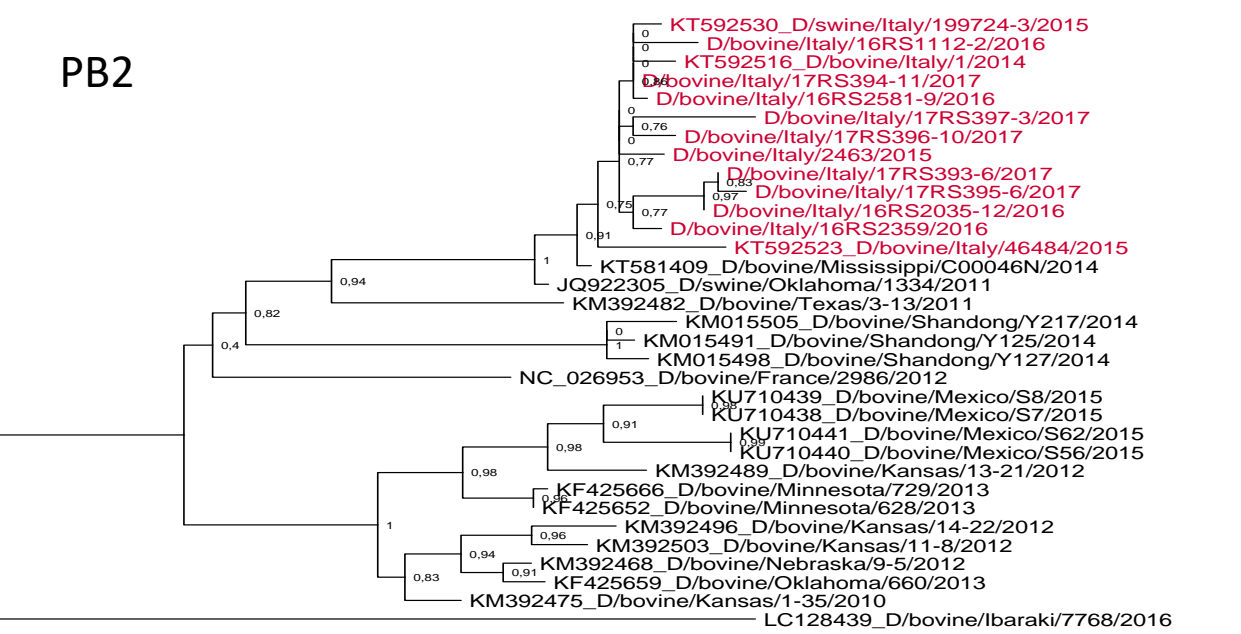 PB2
KT592530_D/swine/Italy/199724-3/2015
0
0
D/bovine/Italy/16RS1112-2/2016
KT592516_D/bovine/Italy/1/2014
0
0,86
D/bovine/Italy/17RS394-11/2017
D/bovine/Italy/16RS2581-9/2016
0
D/bovine/Italy/17RS397-3/2017
0,76
D/bovine/Italy/17RS396-10/2017
0
D/bovine/Italy/2463/2015
0,77
D/bovine/Italy/17RS393-6/2017
0,83
D/bovine/Italy/17RS395-6/2017
0,97
0,75
0,77
D/bovine/Italy/16RS2035-12/2016
D/bovine/Italy/16RS2359/2016
0,91
KT592523_D/bovine/Italy/46484/2015
1
KT581409_D/bovine/Mississippi/C00046N/2014
0,94
JQ922305_D/swine/Oklahoma/1334/2011
KM392482_D/bovine/Texas/3-13/2011
0,82
KM015505_D/bovine/Shandong/Y217/2014
0
0,4
1
KM015491_D/bovine/Shandong/Y125/2014
KM015498_D/bovine/Shandong/Y127/2014
NC_026953_D/bovine/France/2986/2012
KU710439_D/bovine/Mexico/S8/2015
0,98
KU710438_D/bovine/Mexico/S7/2015
0,91
KU710441_D/bovine/Mexico/S62/2015
0,99
0,98
KU710440_D/bovine/Mexico/S56/2015
0,98
KM392489_D/bovine/Kansas/13-21/2012
KF425666_D/bovine/Minnesota/729/2013
0,96
KF425652_D/bovine/Minnesota/628/2013
1
KM392496_D/bovine/Kansas/14-22/2012
0,96
KM392503_D/bovine/Kansas/11-8/2012
0,94
KM392468_D/bovine/Nebraska/9-5/2012
0,83
0,91
KF425659_D/bovine/Oklahoma/660/2013
KM392475_D/bovine/Kansas/1-35/2010
LC128439_D/bovine/Ibaraki/7768/2016